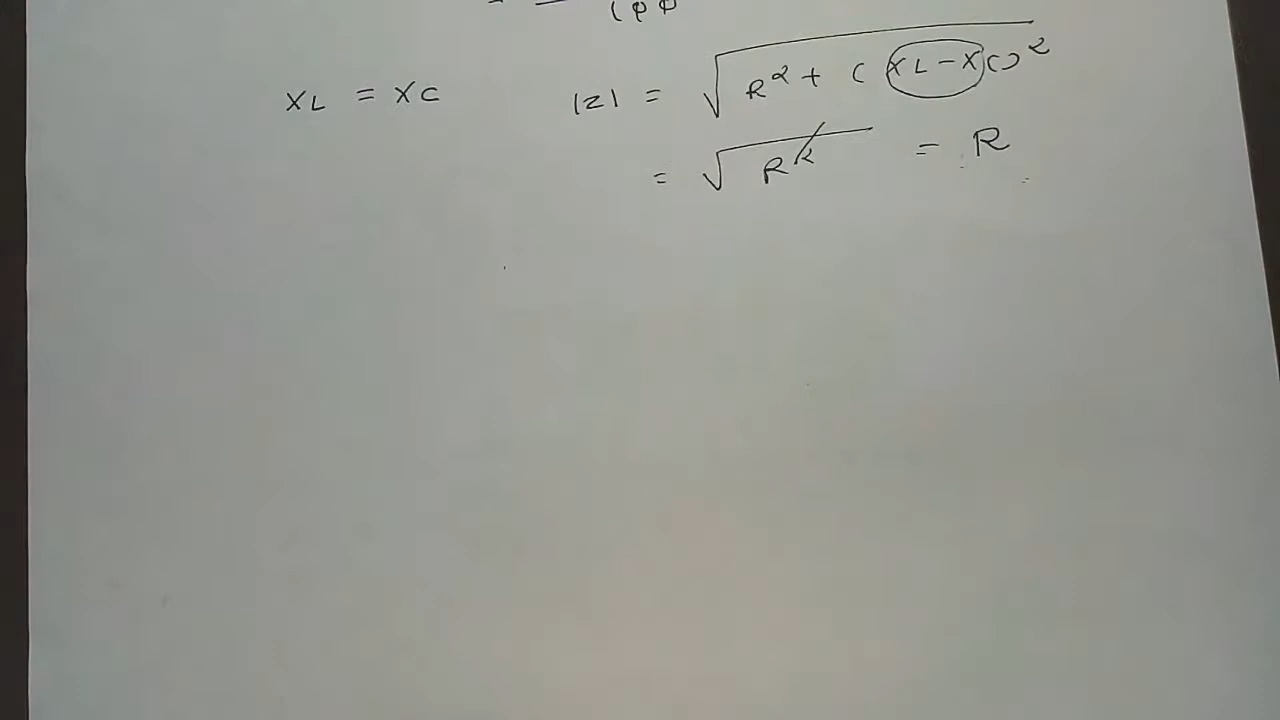 XL = XC |Z| = √R² + (XL - XC)²
= √R² = R